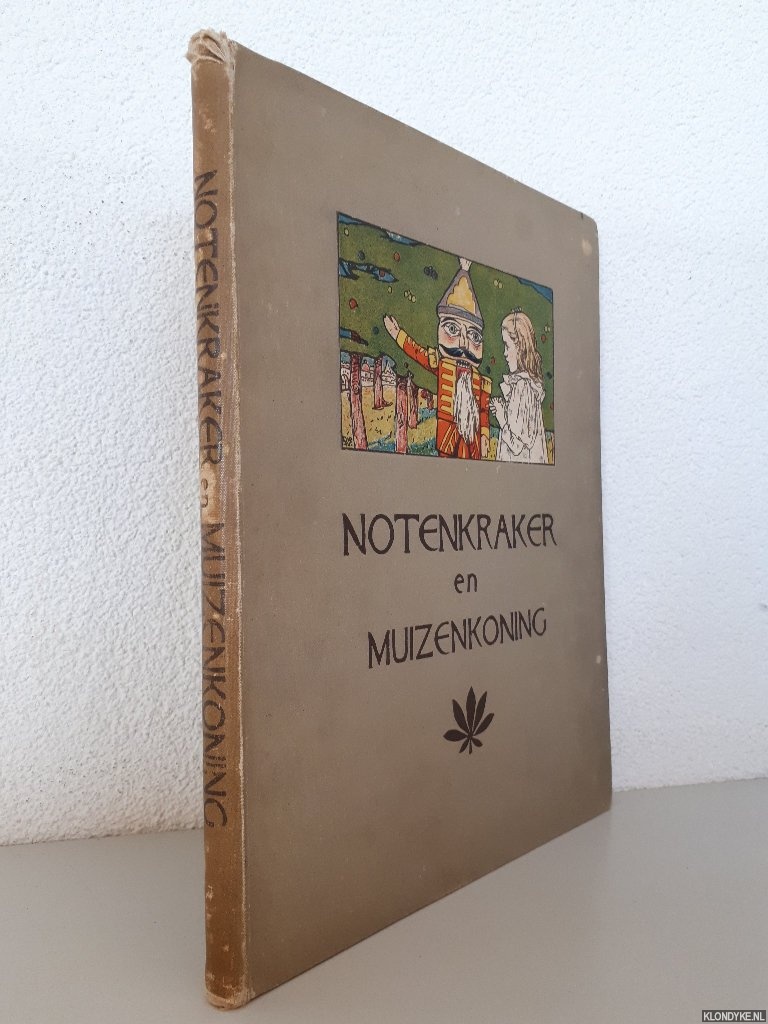 NOTENKRAKER en MUIZENKONING
NOTENKRAKER
en
MUIZENKONING
KLONDYKE.NL